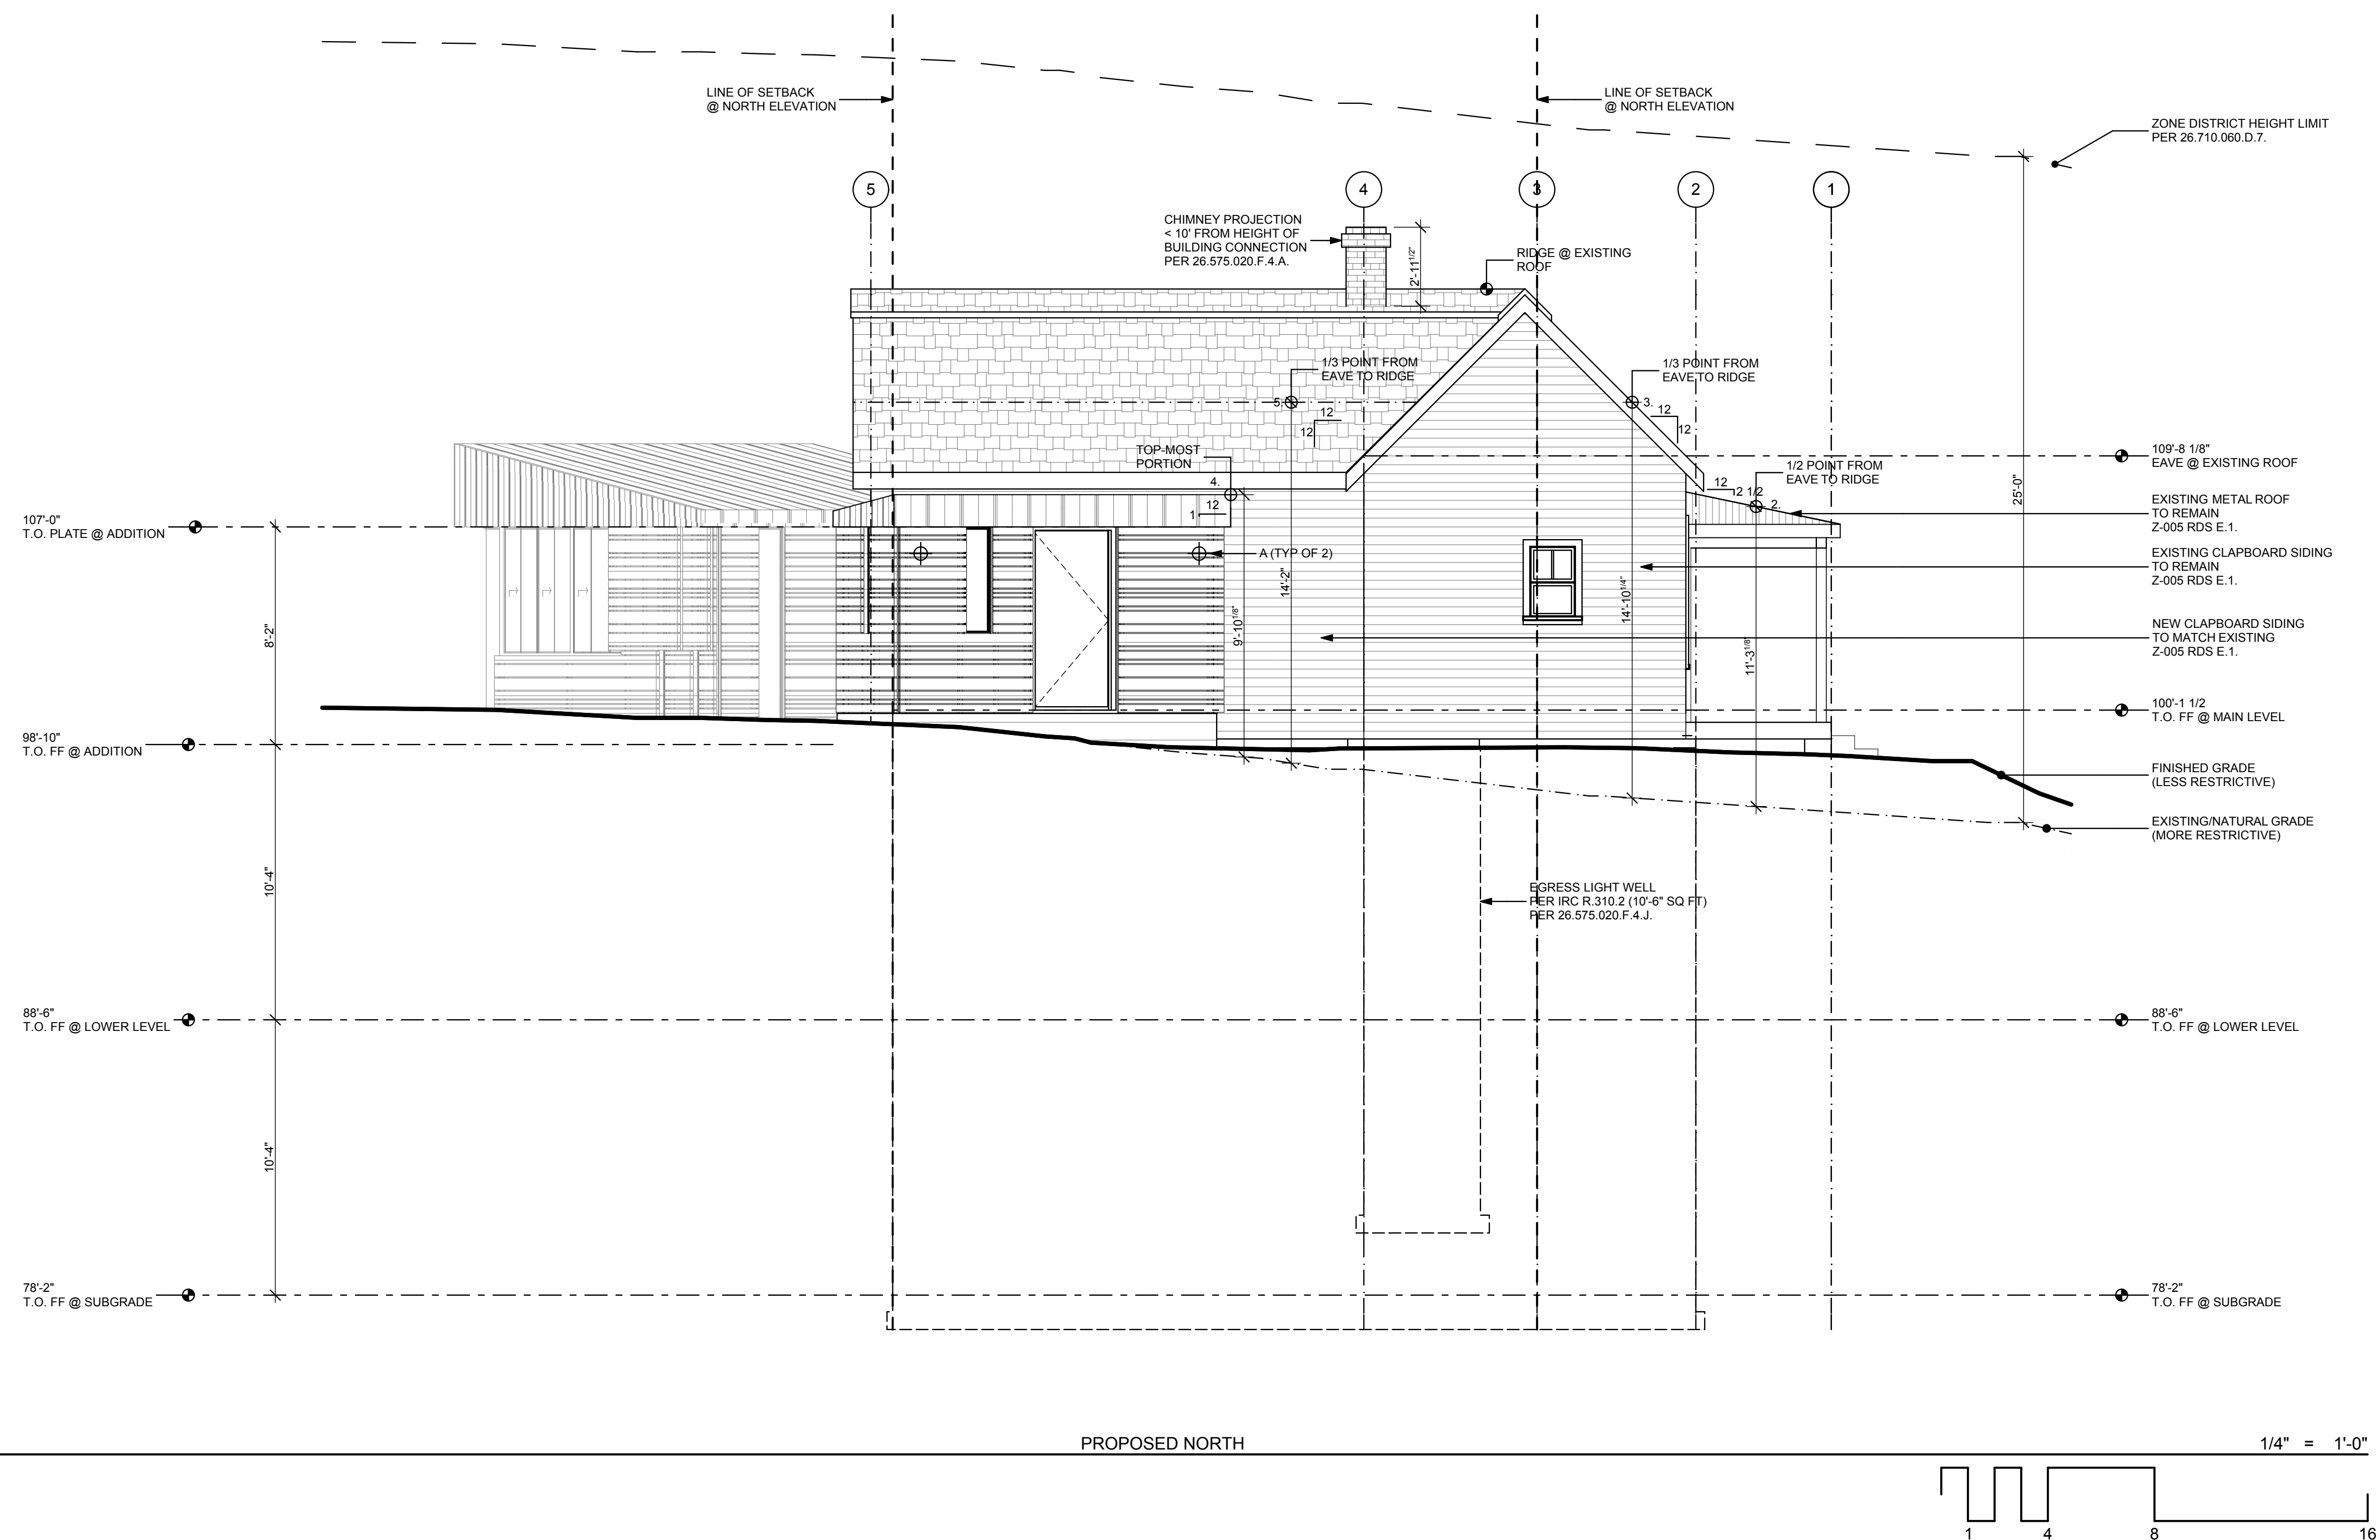 LINE OF SETBACK
@ NORTH ELEVATION
LINE OF SETBACK
@ NORTH ELEVATION
ZONE DISTRICT HEIGHT LIMIT
PER 26.710.060.D.7.
5
4
3
2
1
CHIMNEY PROJECTION
< 10' FROM HEIGHT OF
BUILDING CONNECTION
PER 26.575.020.F.4.A.
2'-11 1/2"
RIDGE @ EXISTING
ROOF
1/3 POINT FROM
EAVE TO RIDGE
5.
12
12
1/3 POINT FROM
EAVE TO RIDGE
3.
12
12
TOP-MOST
PORTION
4.
12
1
1/2 POINT FROM
EAVE TO RIDGE
12
2 1/2
2.
25'-0"
109'-8 1/8"
EAVE @ EXISTING ROOF
EXISTING METAL ROOF
TO REMAIN
Z-005 RDS E.1.
EXISTING CLAPBOARD SIDING
TO REMAIN
Z-005 RDS E.1.
NEW CLAPBOARD SIDING
TO MATCH EXISTING
Z-005 RDS E.1.
107'-0"
T.O. PLATE @ ADDITION
A (TYP OF 2)
8'-2"
9'-10 1/8"
14'-2"
14'-10 1/4"
11'-3 1/8"
100'-1 1/2
T.O. FF @ MAIN LEVEL
98'-10"
T.O. FF @ ADDITION
FINISHED GRADE
(LESS RESTRICTIVE)
EXISTING/NATURAL GRADE
(MORE RESTRICTIVE)
10'-4"
EGRESS LIGHT WELL
PER IRC R.310.2 (10'-6" SQ FT)
PER 26.575.020.F.4.J.
88'-6"
T.O. FF @ LOWER LEVEL
88'-6"
T.O. FF @ LOWER LEVEL
10'-4"
78'-2"
T.O. FF @ SUBGRADE
78'-2"
T.O. FF @ SUBGRADE
PROPOSED NORTH
1/4" = 1'-0"
1
4
8
16